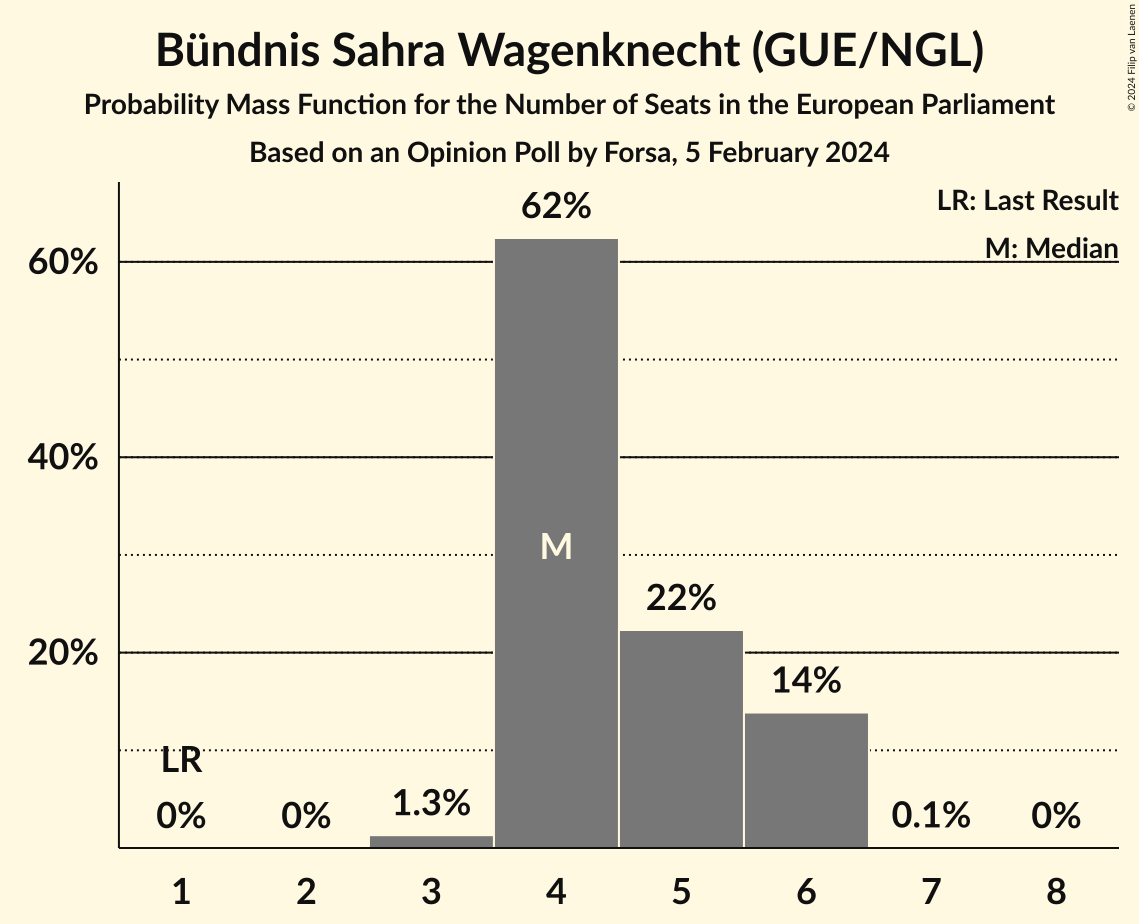 Bündnis Sahra Wagenknecht (GUE/NGL)
Probability Mass Function for the Number of Seats in the European Parliament
Based on an Opinion Poll by Forsa, 5 February 2024
© 2024 Filip van Laenen
LR: Last Result
M: Median
62%
60%
40%
M
22%
20%
14%
LR
0%
0%
1.3%
0.1%
0%
1 2 3 4 5 6 7 8